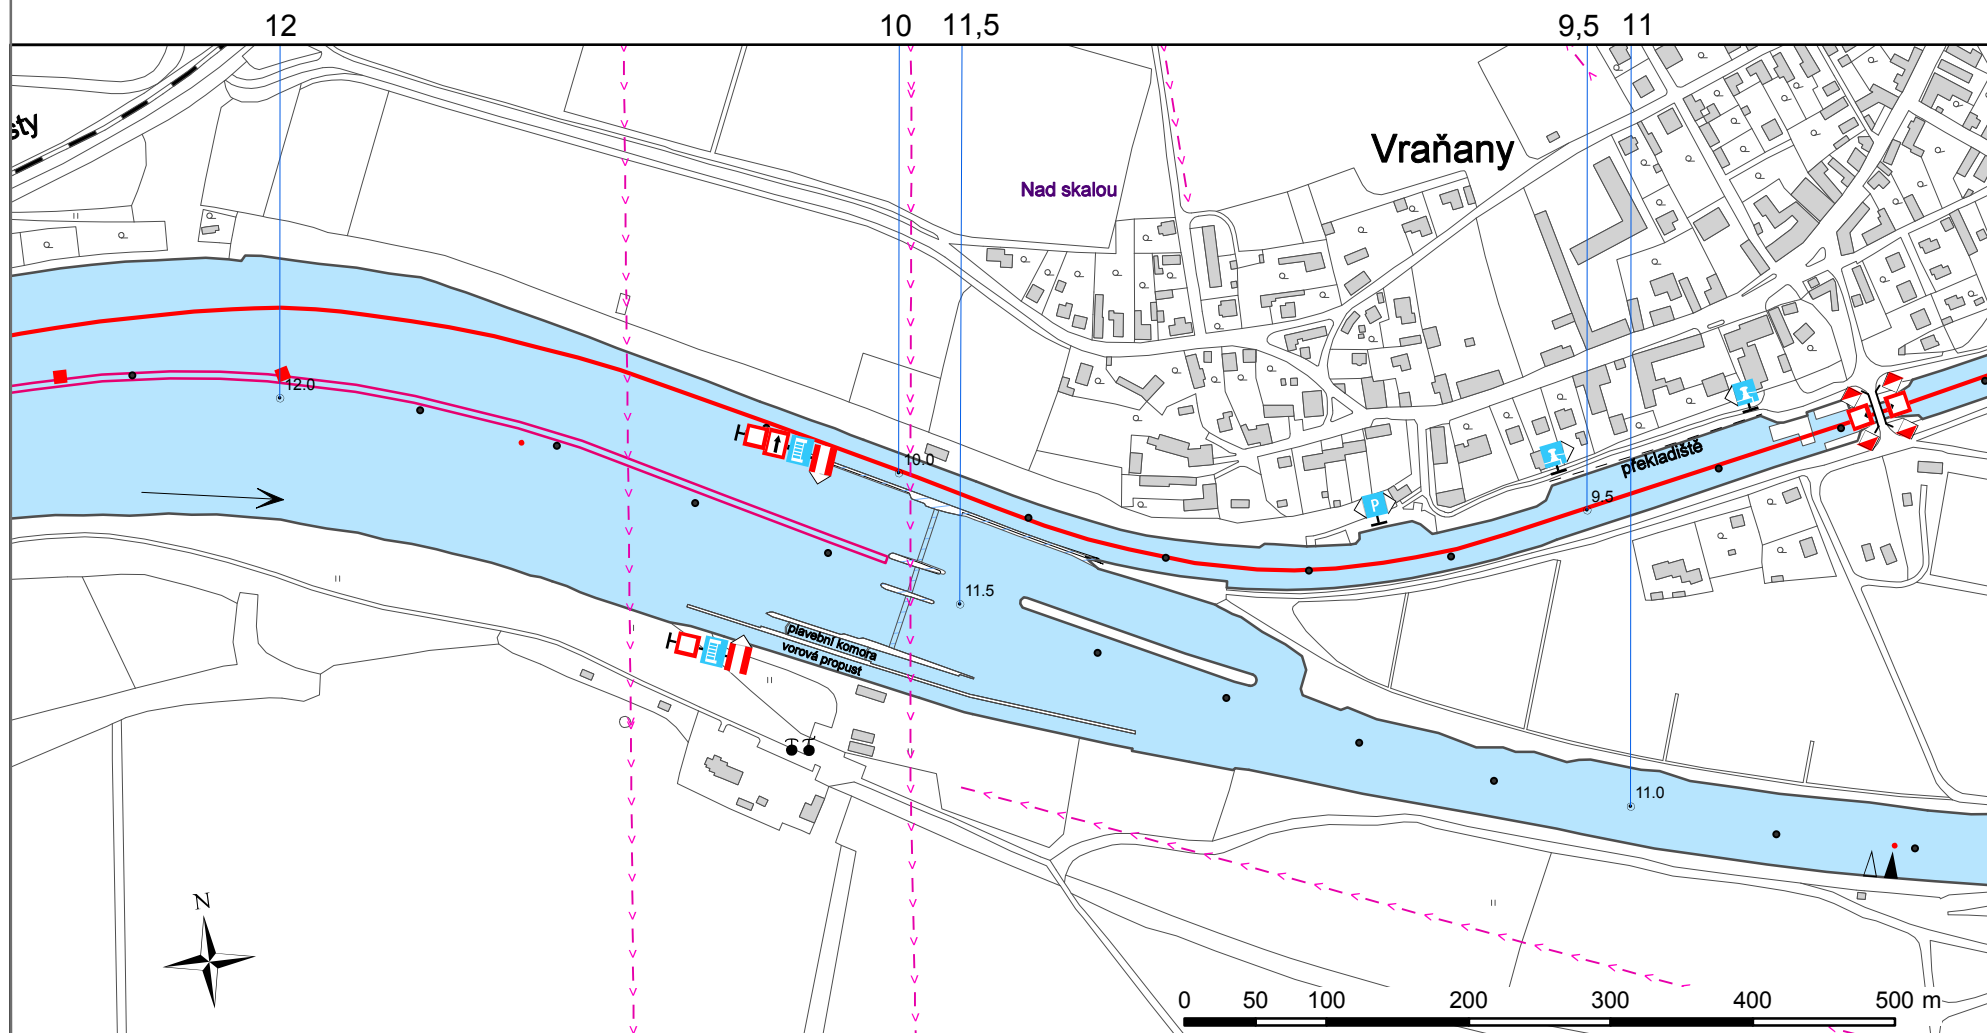 12 10 11,5 9,5 11
sty
Vraňany
Nad skalou
12.0
10.0
překladiště
9.5
P
11.5
plavební komora
vorová propust
11.0
N
0 50 100 200 300 400 500 m